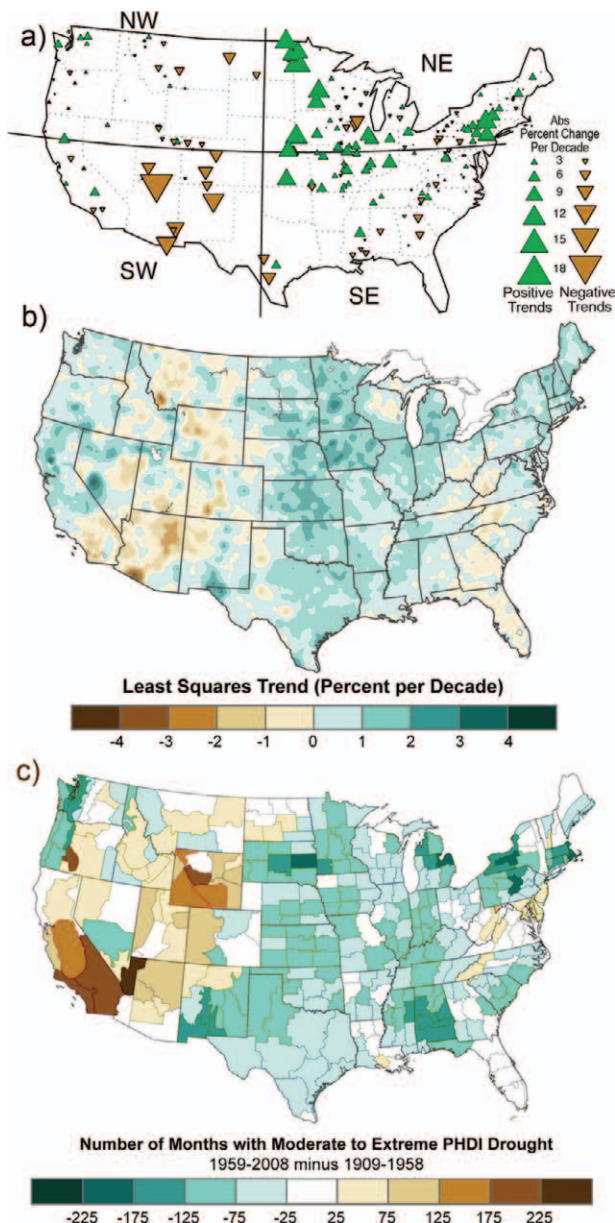 a)
NW
NE
SW
SE
Abs
Percent Change
Per Decade
3
6
9
12
15
18
Positive Negative
Trends Trends
b)
Least Squares Trend (Percent per Decade)
-4 -3 -2 -1 0 1 2 3 4
c)
Number of Months with Moderate to Extreme PHDI Drought
1959-2008 minus 1909-1958
-225 -175 -125 -75 -25 25 75 125 175 225